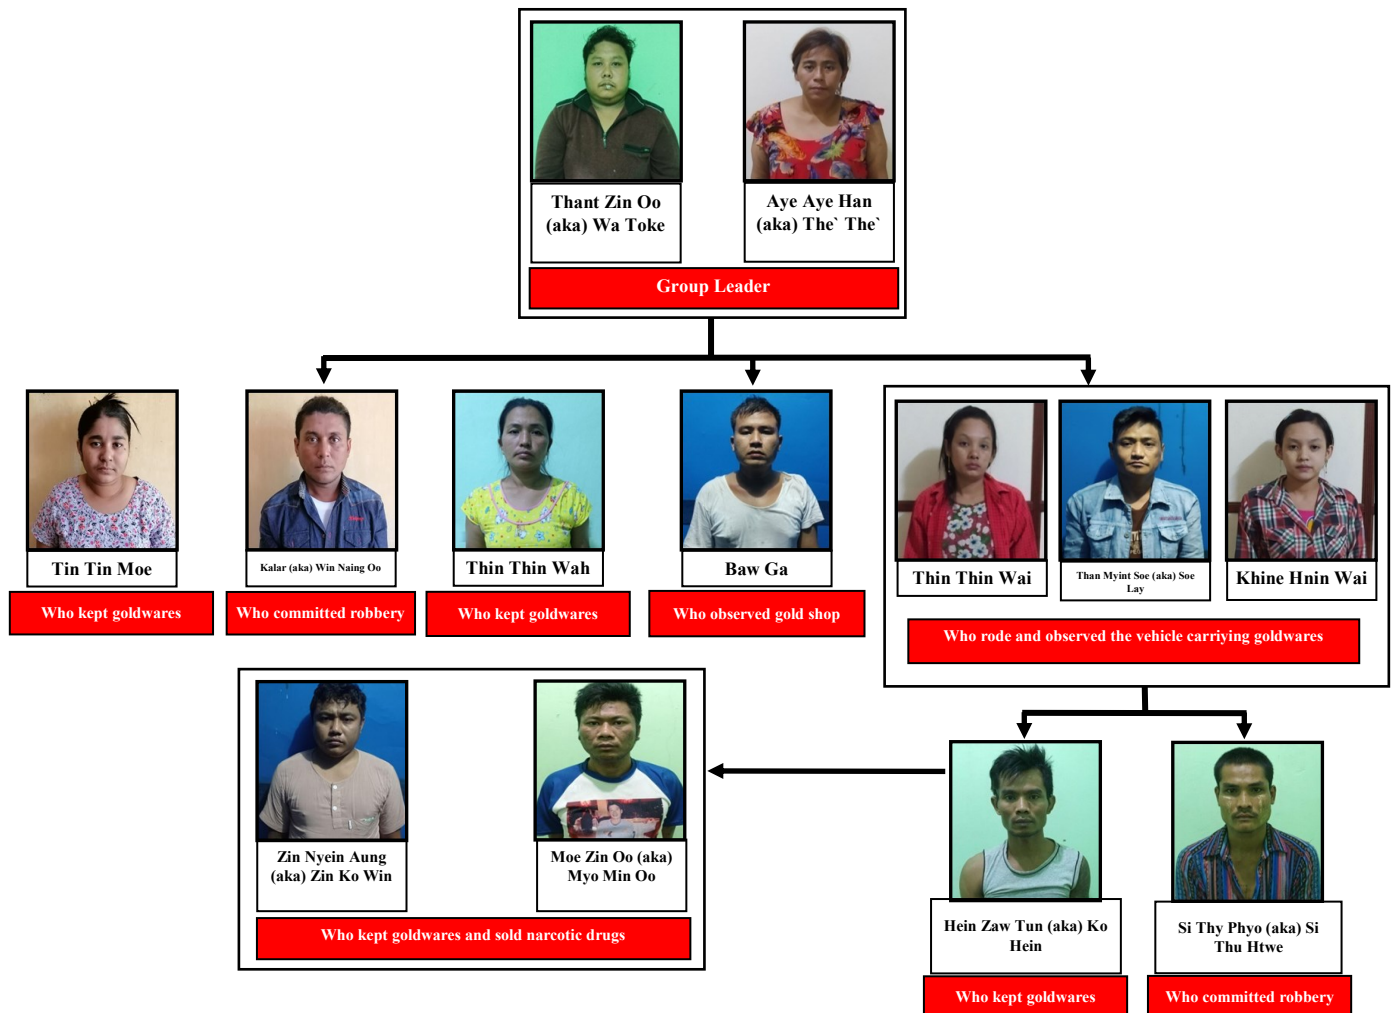 Thant Zin Oo
(aka) Wa Toke
Aye Aye Han
(aka) The` The`
Group Leader
Tin Tin Moe
Kalar (aka) Win Naing Oo
Thin Thin Wah
Baw Ga
Thin Thin Wai
Than Myint Soe (aka) Soe
Lay
Khine Hnin Wai
Who kept goldwares
Who committed robbery
Who kept goldwares
Who observed gold shop
Who rode and observed the vehicle carriying goldwares
Zin Nyein Aung
(aka) Zin Ko Win
Moe Zin Oo (aka)
Myo Min Oo
Who kept goldwares and sold narcotic drugs
Hein Zaw Tun (aka) Ko
Hein
Si Thy Phyo (aka) Si
Thu Htwe
Who kept goldwares
Who committed robbery